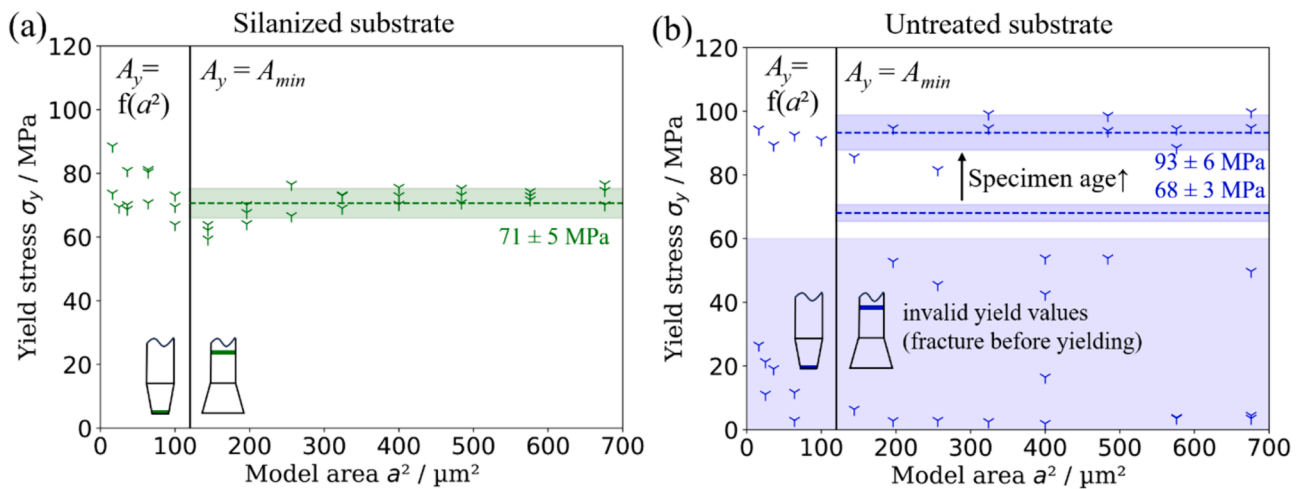 (a)
Silanized substrate
Yield stress σy / MPa
120
100
80
60
40
20
0
Ay=
f(a²)
Ay = Amin
71 ± 5 MPa
0 100 200 300 400 500 600 700
Model area a² / µm²
(b)
Untreated substrate
Yield stress σy / MPa
120
100
80
60
40
20
0
Ay=
f(a²)
Ay = Amin
93 ± 6 MPa
Specimen age↑
68 ± 3 MPa
invalid yield values
(fracture before yielding)
0 100 200 300 400 500 600 700
Model area a² / µm²